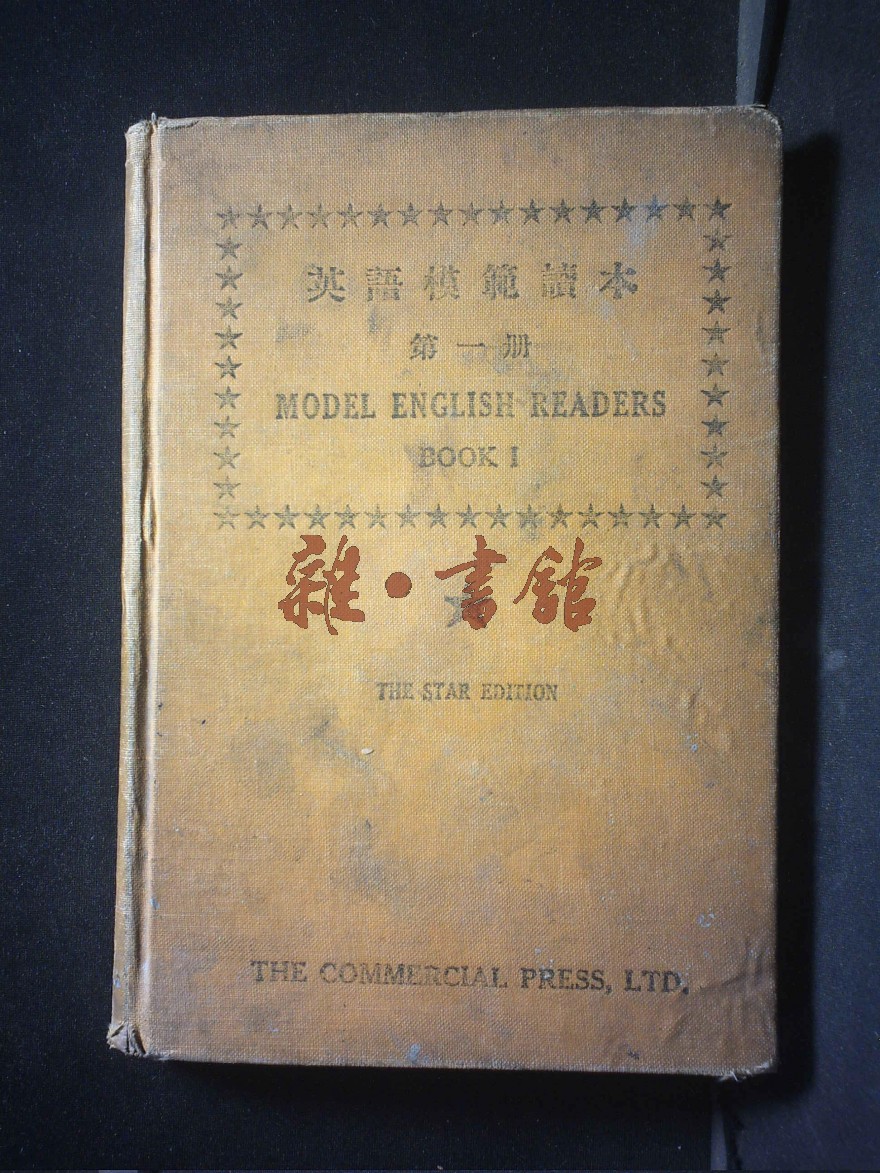 英語模範讀本
第一册
MODEL ENGLISH READERS
BOOK I
雜·書館
THE STAR EDITION
THE COMMERCIAL PRESS, LTD.